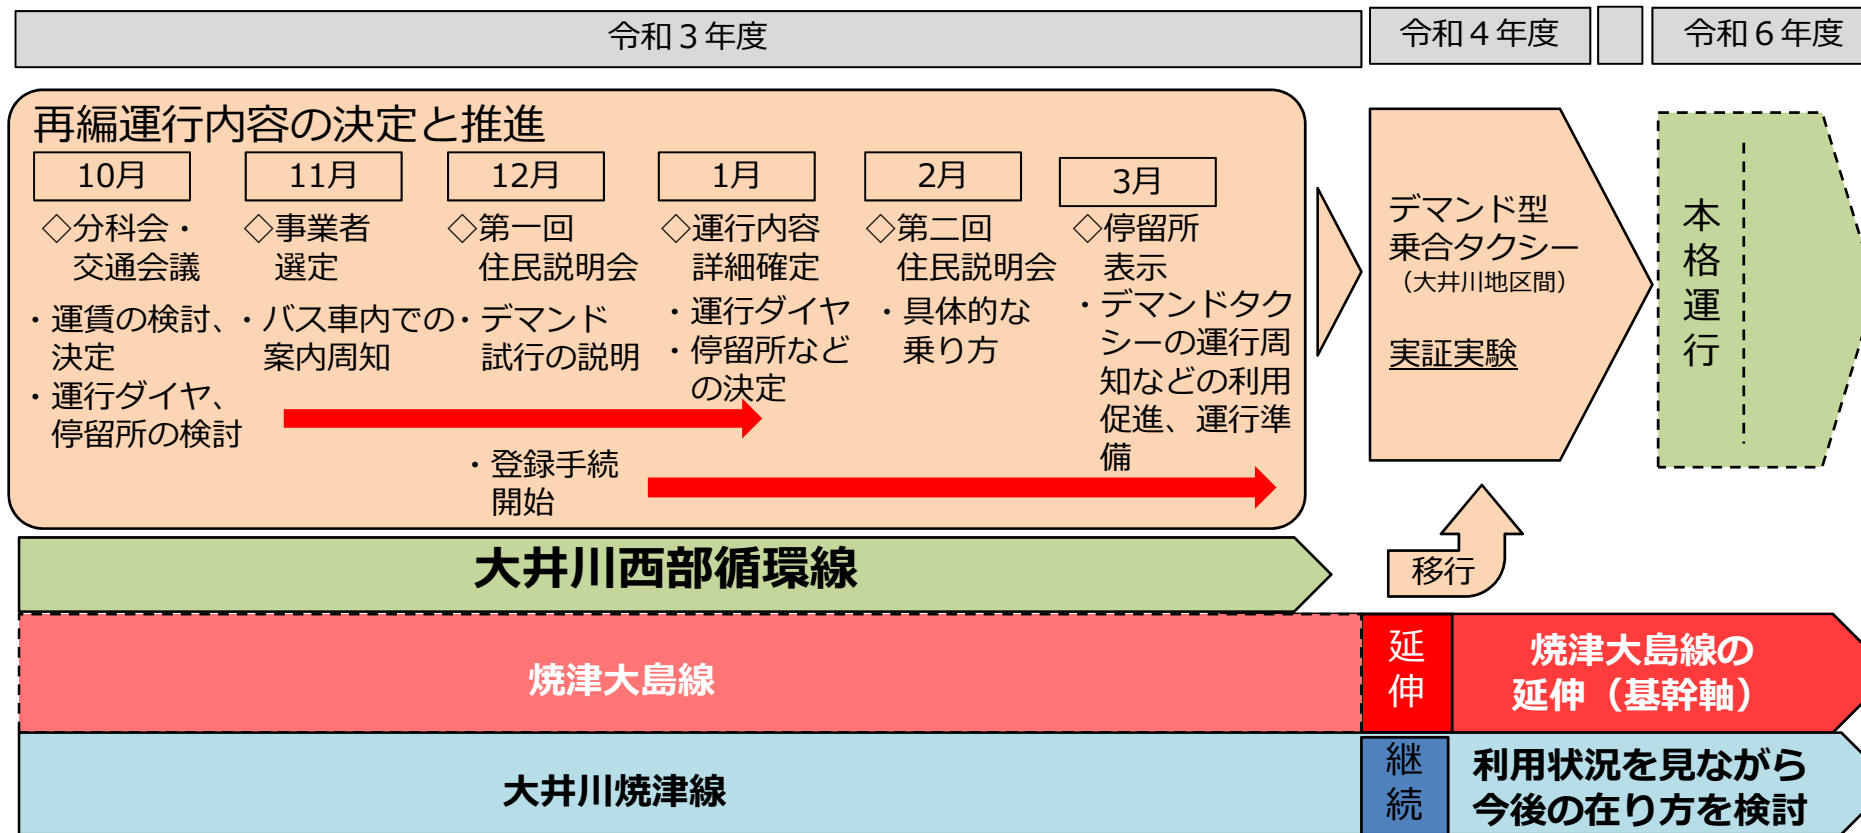 令和３年度
令和４年度
令和６年度
再編運行内容の決定と推進
10月
◇分科会・
交通会議
・運賃の検討、
決定
・運行ダイヤ、
停留所の検討
11月
◇事業者
選定
・バス車内での
案内周知
12月
◇第一回
住民説明会
・デマンド
試行の説明
・登録手続
開始
1月
◇運行内容
詳細確定
・運行ダイヤ
・停留所など
の決定
2月
◇第二回
住民説明会
・具体的な
乗り方
3月
◇停留所
表示
・デマンドタク
シーの運行周
知などの利用
促進、運行準
備
デマンド型
乗合タクシー
（大井川地区間）
実証実験
本格運行
移行
大井川西部循環線
焼津大島線
延伸
焼津大島線の
延伸（基幹軸）
大井川焼津線
継続
利用状況を見ながら
今後の在り方を検討